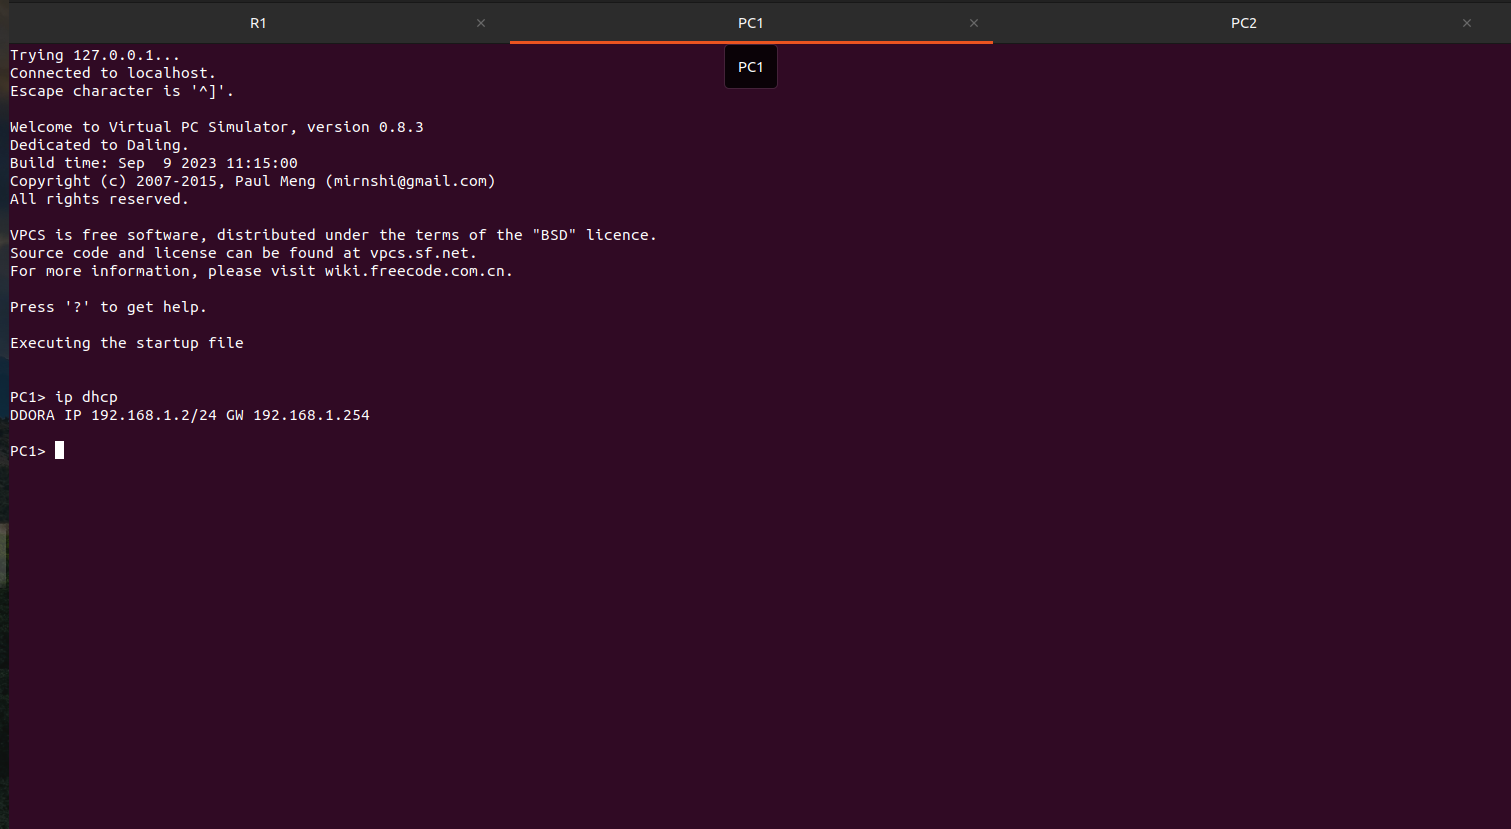 R1 × PC1 × PC2 ×
Trying 127.0.0.1...
PC1
Connected to localhost.
Escape character is '^]'.
Welcome to Virtual PC Simulator, version 0.8.3
Dedicated to Daling.
Build time: Sep  9 2023 11:15:00
Copyright (c) 2007-2015, Paul Meng (mirnshi@gmail.com)
All rights reserved.
VPCS is free software, distributed under the terms of the "BSD" licence.
Source code and license can be found at vpcs.sf.net.
For more information, please visit wiki.freecode.com.cn.
Press '?' to get help.
Executing the startup file
PC1> ip dhcp
DDORA IP 192.168.1.2/24 GW 192.168.1.254
PC1>